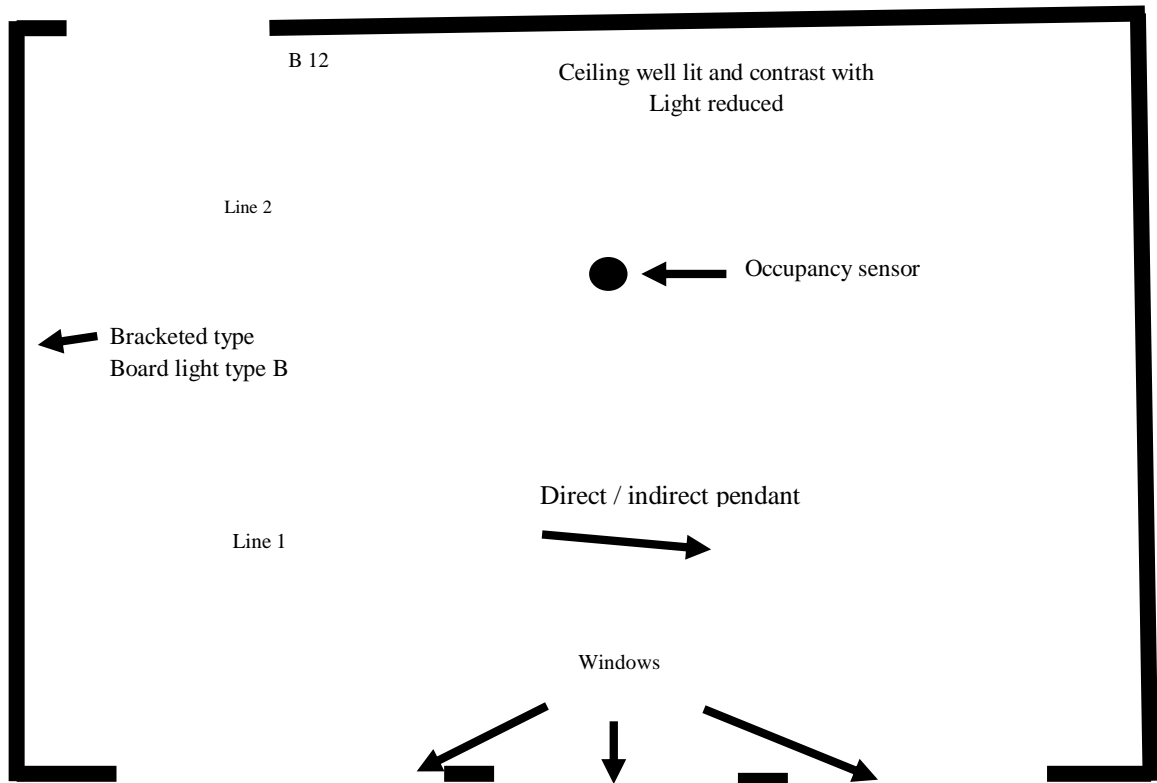 B 12
Ceiling well lit and contrast with
Light reduced
Line 2
Occupancy sensor
Bracketed type
Board light type B
Direct / indirect pendant
Line 1
Windows